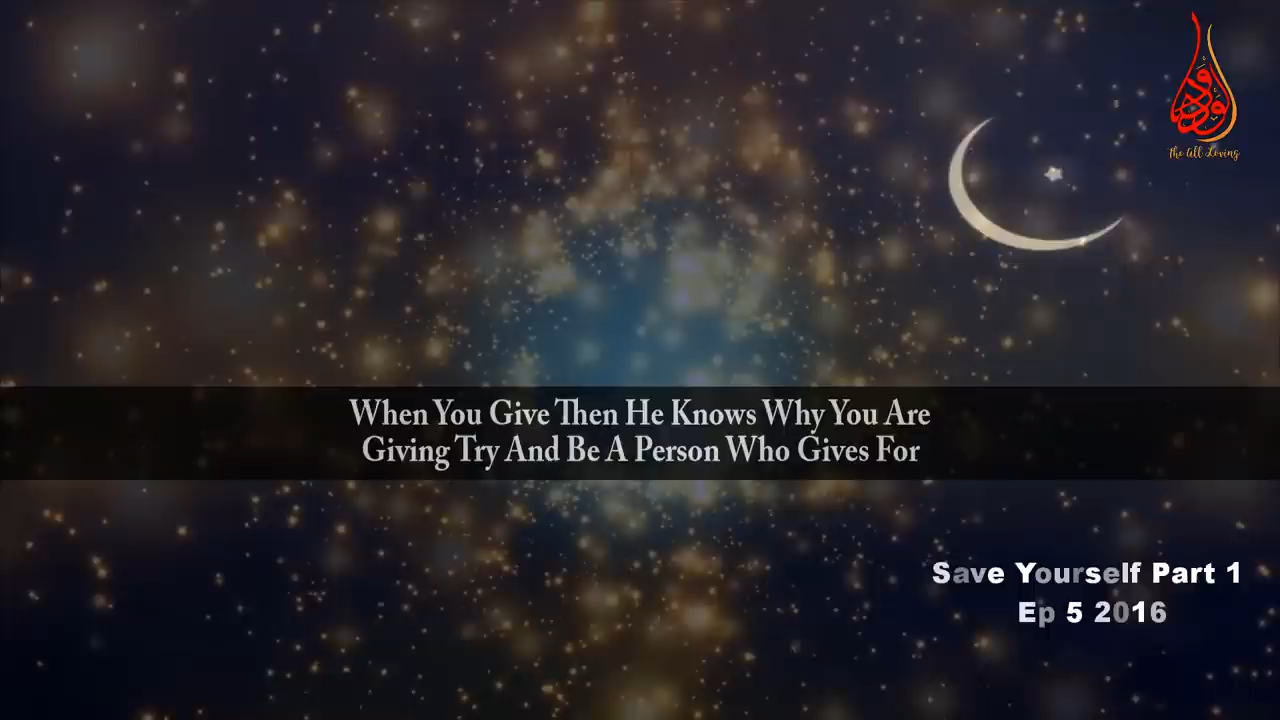 الودود
The All Loving
When You Give Then He Knows Why You Are
Giving Try And Be A Person Who Gives For
Save Yourself Part 1
Ep 5 2016